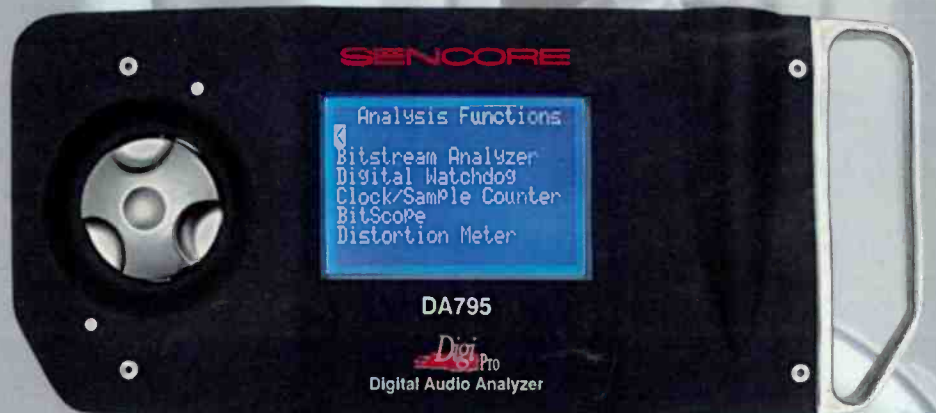 SENCORE
Analysis Functions
<
Bitstream Analyzer
Digital Watchdog
Clock/Sample Counter
BitScope
Distortion Meter
DA795
Digi Pro
Digital Audio Analyzer